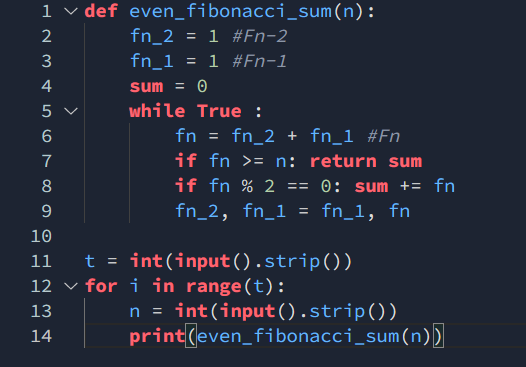 1 def even_fibonacci_sum(n):
2     fn_2 = 1 #Fn-2
3     fn_1 = 1 #Fn-1
4     sum = 0
5     while True :
6         fn = fn_2 + fn_1 #Fn
7         if fn >= n: return sum
8         if fn % 2 == 0: sum += fn
9         fn_2, fn_1 = fn_1, fn
10
11 t = int(input().strip())
12 for i in range(t):
13     n = int(input().strip())
14     print(even_fibonacci_sum(n))